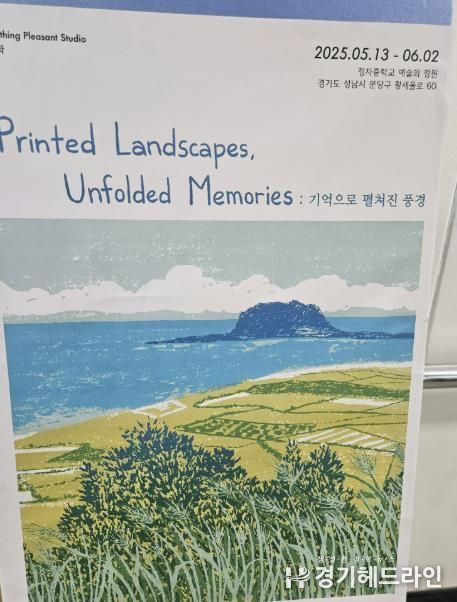 thing Pleasant Studio
학
2025.05.13 - 06.02
정자중학교 예술의 정원
경기도 성남시 분당구 황새울로 60
Printed Landscapes,
Unfolded Memories : 기억으로 펼쳐진 풍경
경기헤드라인